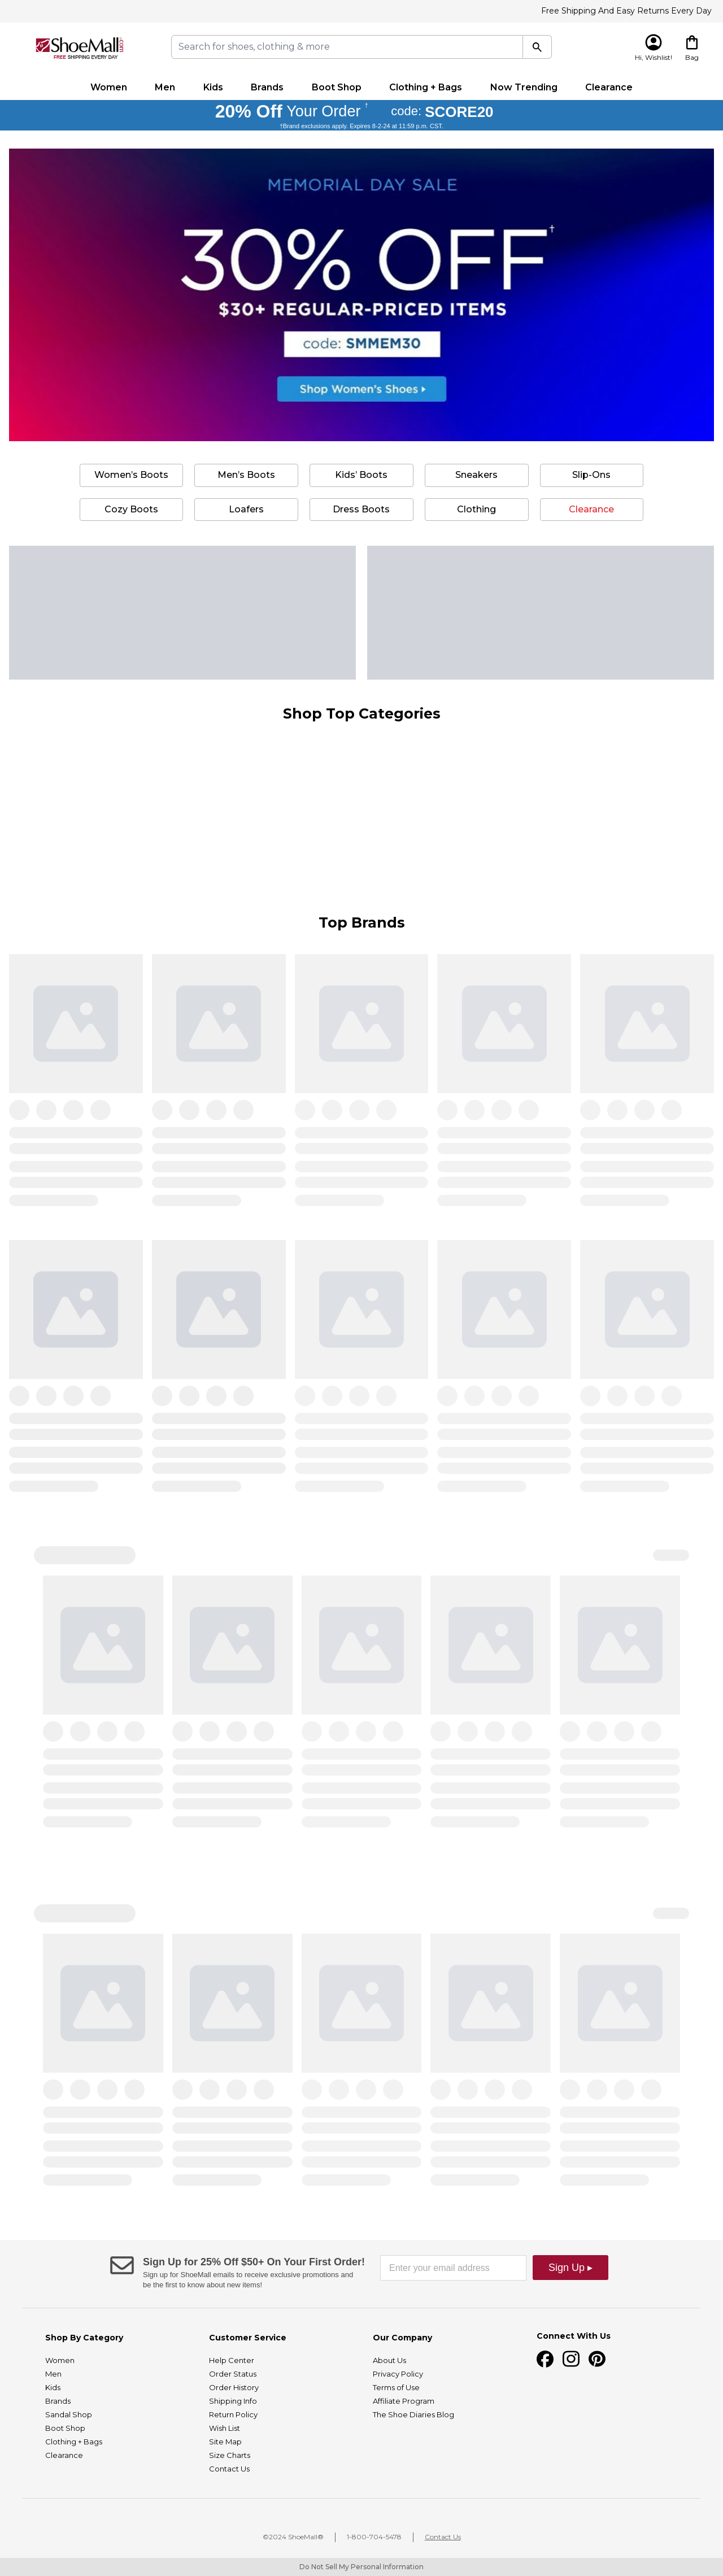 Free Shipping And Easy Returns Every Day
ShoeMall.COM
FREE SHIPPING EVERY DAY
Search for shoes, clothing & more
Hi, Wishlist!
Bag
Women Men Kids Brands Boot Shop Clothing + Bags Now Trending Clearance
20% Off Your Order † code: SCORE20
†Brand exclusions apply. Expires 8-2-24 at 11:59 p.m. CST.
MEMORIAL DAY SALE
30% OFF†
$30+ REGULAR-PRICED ITEMS
code: SMMEM30
Shop Women's Shoes
Women's Boots Men's Boots Kids' Boots Sneakers Slip-Ons
Cozy Boots Loafers Dress Boots Clothing Clearance
Shop Top Categories
Top Brands
Sign Up for 25% Off $50+ On Your First Order!
Sign up for ShoeMall emails to receive exclusive promotions and
be the first to know about new items!
Enter your email address
Sign Up ▸
Shop By Category
Women
Men
Kids
Brands
Sandal Shop
Boot Shop
Clothing + Bags
Clearance
Customer Service
Help Center
Order Status
Order History
Shipping Info
Return Policy
Wish List
Site Map
Size Charts
Contact Us
Our Company
About Us
Privacy Policy
Terms of Use
Affiliate Program
The Shoe Diaries Blog
Connect With Us
©2024 ShoeMall® 1-800-704-5478 Contact Us
Do Not Sell My Personal Information